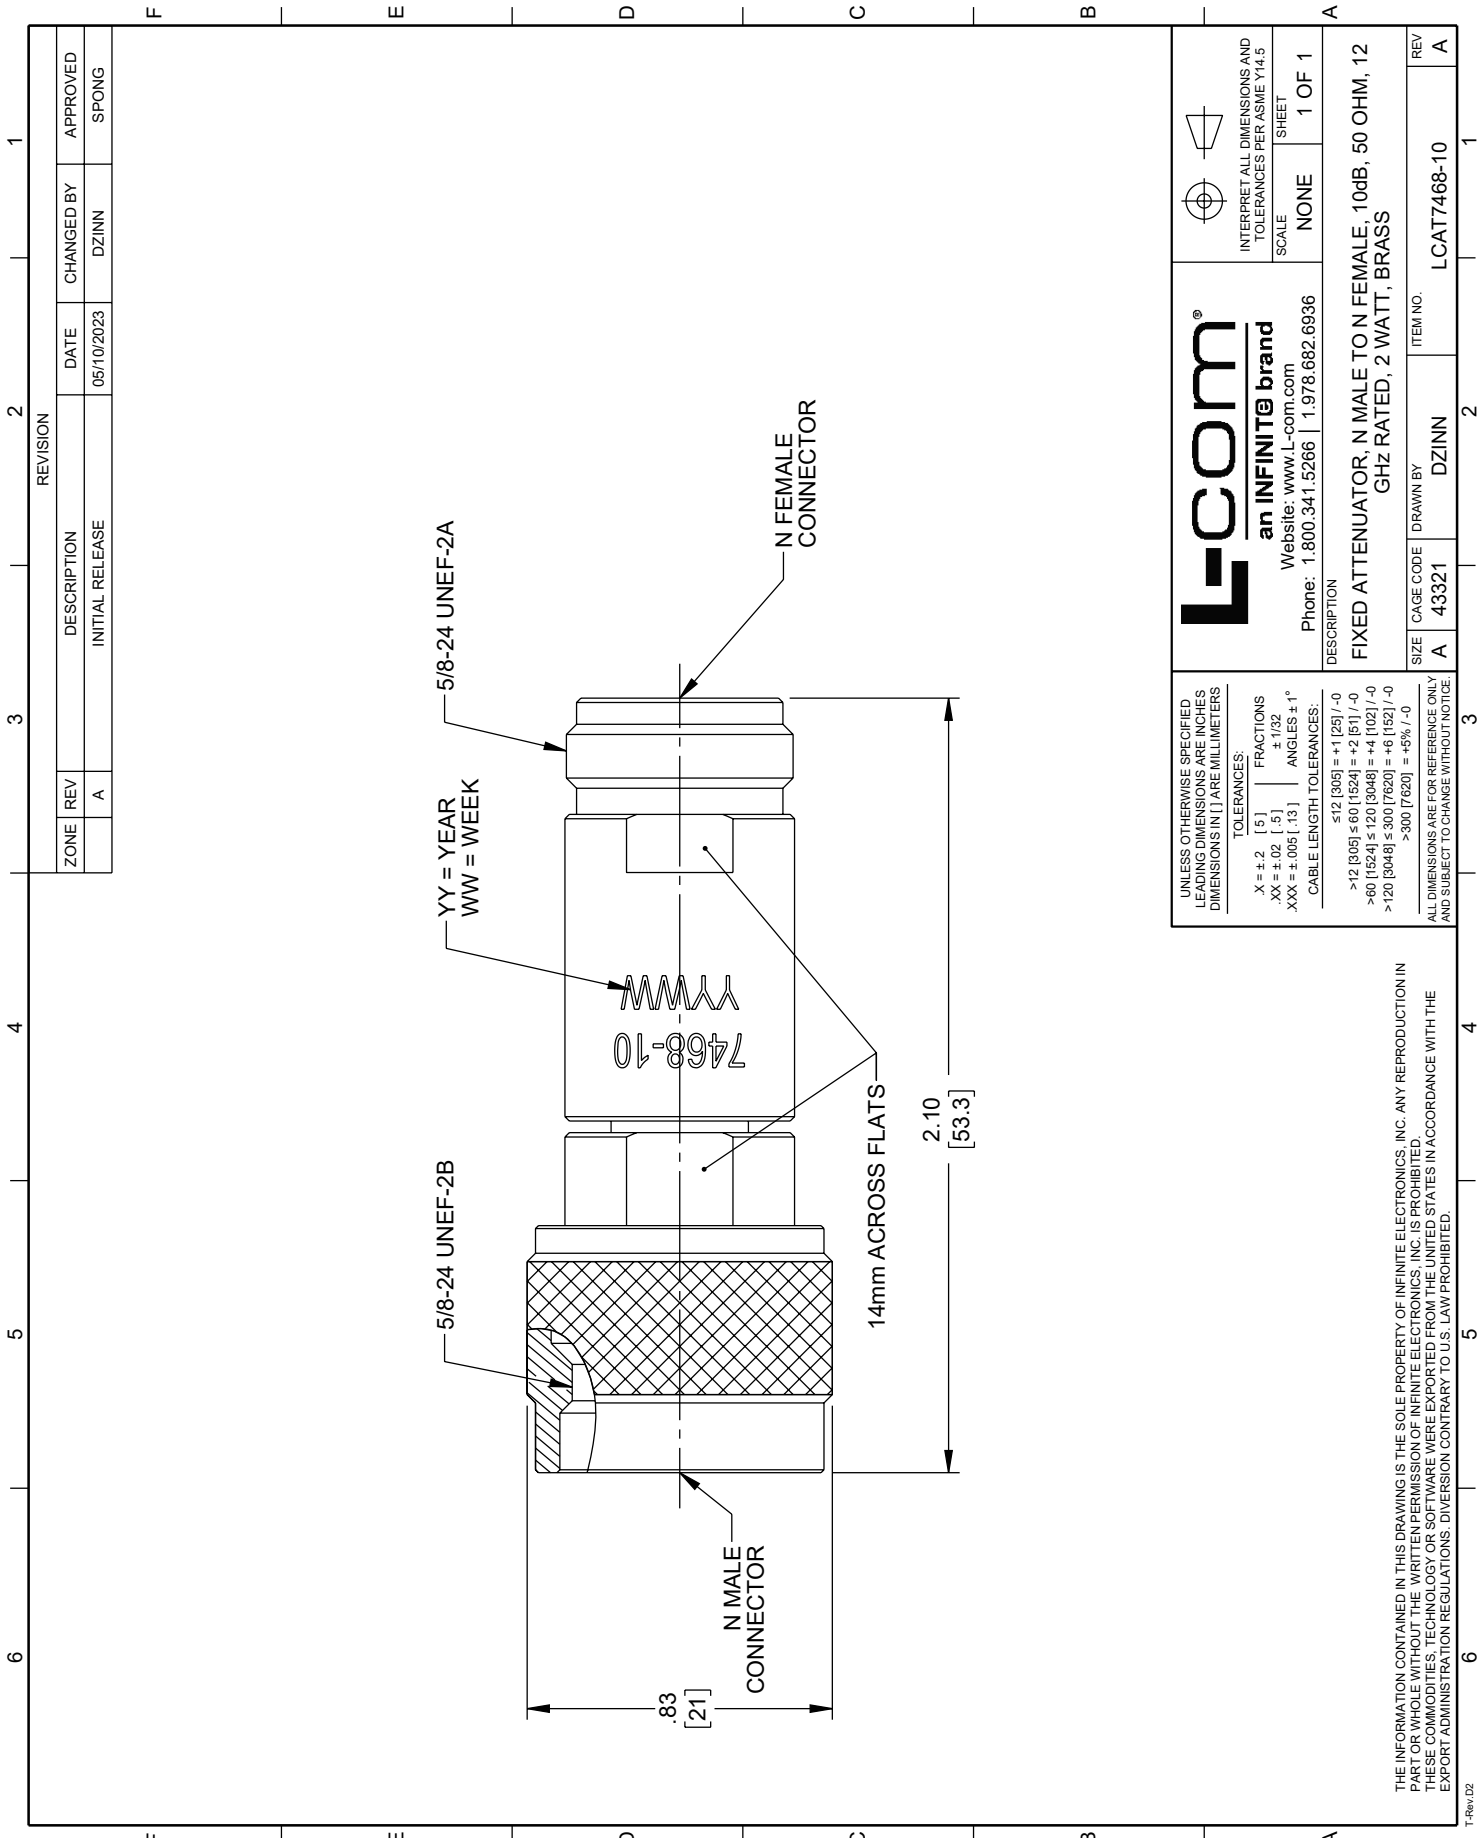 REVISION
ZONE REV DESCRIPTION DATE CHANGED BY APPROVED
A INITIAL RELEASE 05/10/2023 DZINN SPONG
6 5 4 3 2 1
F
E
D
C
B
A
5/8-24 UNEF-2B
YY = YEAR
WW = WEEK
5/8-24 UNEF-2A
7468-10
YYWW
.83
[21]
N MALE
CONNECTOR
N FEMALE
CONNECTOR
14mm ACROSS FLATS
2.10
[53.3]
UNLESS OTHERWISE SPECIFIED
LEADING DIMENSIONS ARE INCHES
DIMENSIONS IN [ ] ARE MILLIMETERS
TOLERANCES:
.X = ±.2 [5] FRACTIONS
.XX = ±.02 [.5] ± 1/32
.XXX = ±.005 [.13] ANGLES ± 1°
CABLE LENGTH TOLERANCES:
≤12 [305] = +1 [25] / -0
>12 [305] ≤ 60 [1524] = +2 [51] / -0
>60 [1524] ≤ 120 [3048] = +4 [102] / -0
>120 [3048] ≤ 300 [7620] = +6 [152] / -0
>300 [7620] = +5% / -0
ALL DIMENSIONS ARE FOR REFERENCE ONLY
AND SUBJECT TO CHANGE WITHOUT NOTICE.
L-com®
an INFINITE brand
Website: www.L-com.com
Phone: 1.800.341.5266 | 1.978.682.6936
INTERPRET ALL DIMENSIONS AND
TOLERANCES PER ASME Y14.5
SCALE SHEET
NONE 1 OF 1
DESCRIPTION
FIXED ATTENUATOR, N MALE TO N FEMALE, 10dB, 50 OHM, 12
GHz RATED, 2 WATT, BRASS
SIZE CAGE CODE DRAWN BY ITEM NO. REV
A 43321 DZINN LCAT7468-10 A
THE INFORMATION CONTAINED IN THIS DRAWING IS THE SOLE PROPERTY OF INFINITE ELECTRONICS, INC. ANY REPRODUCTION IN
PART OR WHOLE WITHOUT THE WRITTEN PERMISSION OF INFINITE ELECTRONICS, INC. IS PROHIBITED.
THESE COMMODITIES, TECHNOLOGY OR SOFTWARE WERE EXPORTED FROM THE UNITED STATES IN ACCORDANCE WITH THE
EXPORT ADMINISTRATION REGULATIONS. DIVERSION CONTRARY TO U.S. LAW PROHIBITED.
6 5 4 3 2 1
T-Rev.D2